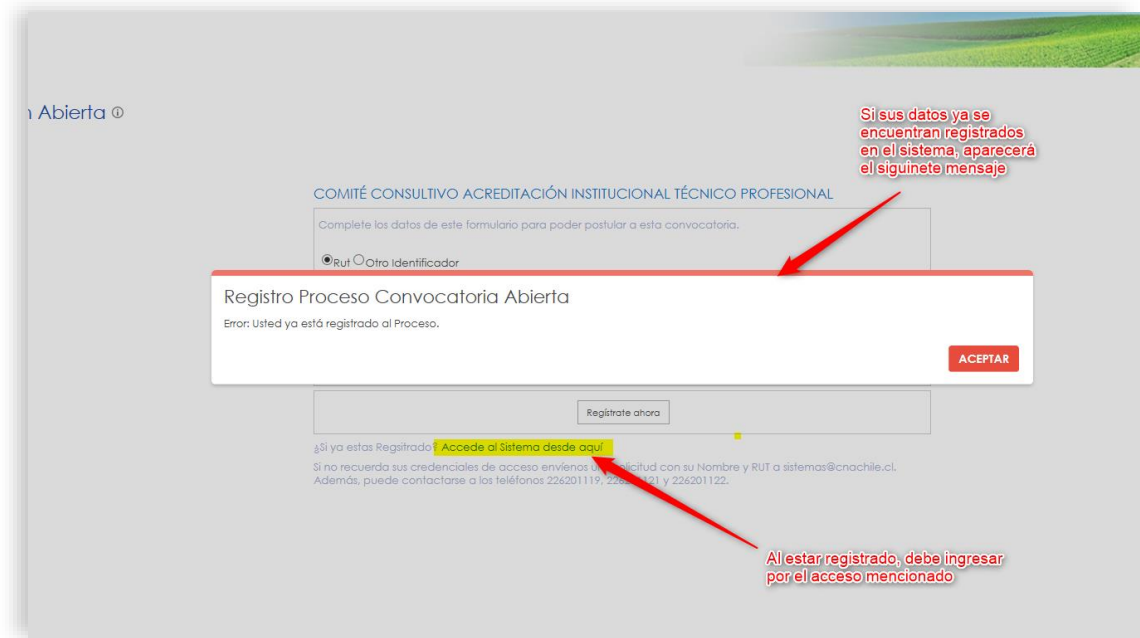 n Abierta
Si sus datos ya se
encuentran registrados
en el sistema, aparecerá
el siguinete mensaje
COMITÉ CONSULTIVO ACREDITACIÓN INSTITUCIONAL TÉCNICO PROFESIONAL
Complete los datos de este formulario para poder postular a esta convocatoria.
Rut Otro Identificador
Registro Proceso Convocatoria Abierta
Error: Usted ya está registrado al Proceso.
ACEPTAR
Regístrate ahora
¿Si ya estas Regsitrado? Accede al Sistema desde aquí
Si no recuerda sus credenciales de acceso envíenos solicitud con su Nombre y RUT a sistemas@cnachile.cl.
Además, puede contactarse a los teléfonos 226201119, y 226201122.
Al estar registrado, debe ingresar
por el acceso mencionado